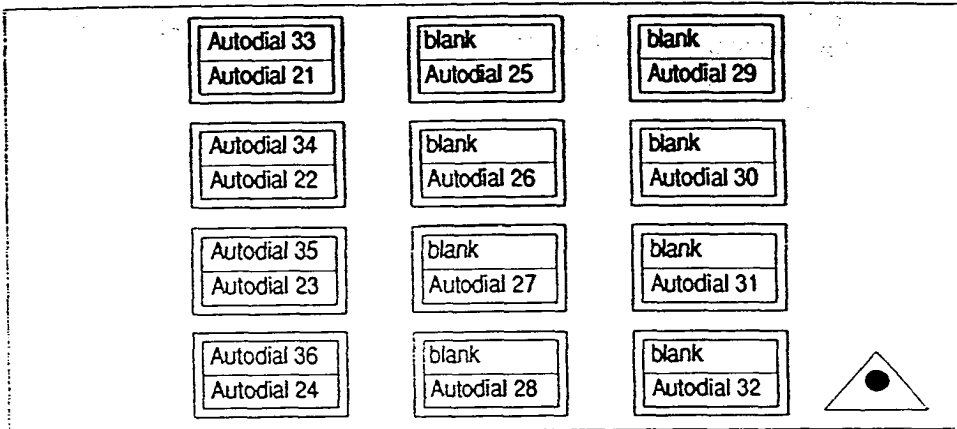 Autodial 33
Autodial 21
blank
Autodial 25
blank
Autodial 29
Autodial 34
Autodial 22
blank
Autodial 26
blank
Autodial 30
Autodial 35
Autodial 23
blank
Autodial 27
blank
Autodial 31
Autodial 36
Autodial 24
blank
Autodial 28
blank
Autodial 32